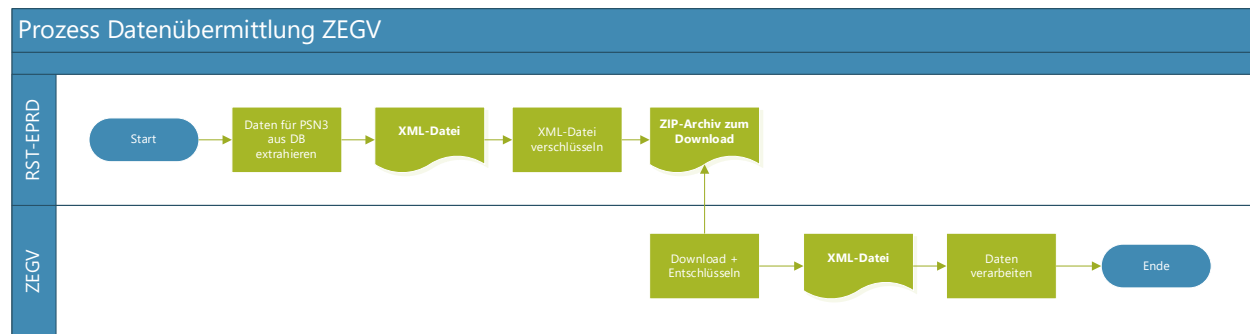 Prozess Datenübermittlung ZEGV
RST-EPRD
Start
Daten für PSN3
aus DB
extrahieren
XML-Datei
XML-Datei
verschlüsseln
ZIP-Archiv zum
Download
ZEGV
Download +
Entschlüsseln
XML-Datei
Daten
verarbeiten
Ende